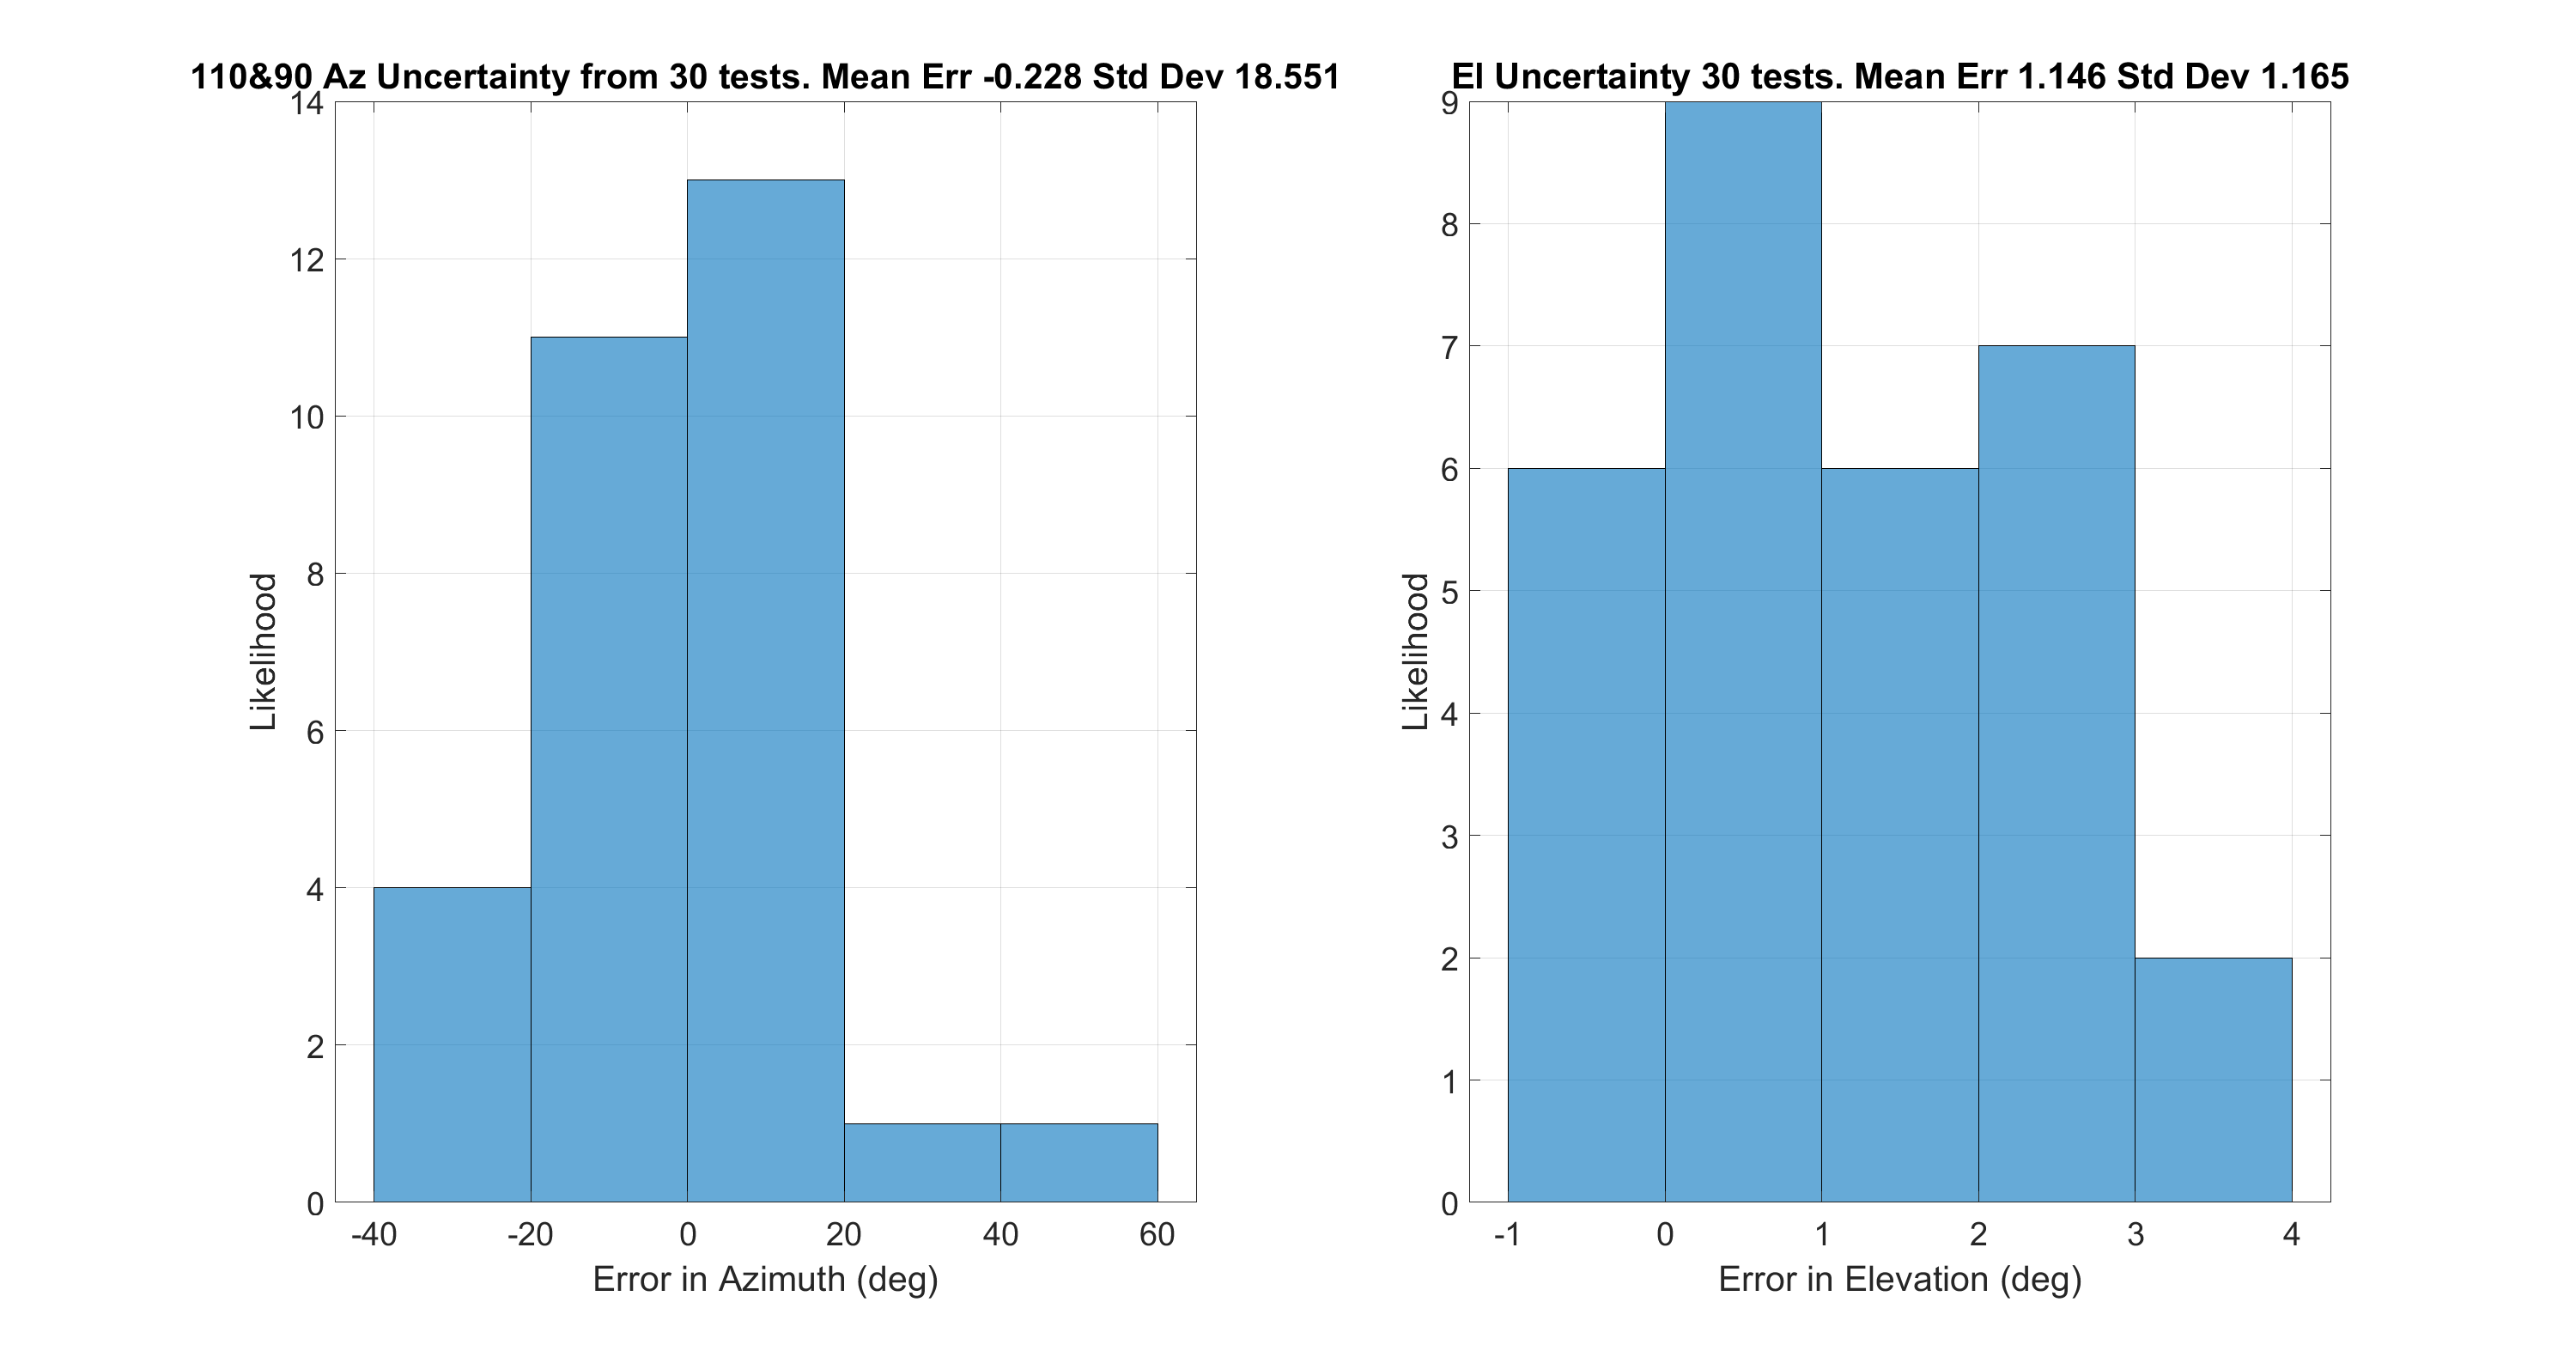 110&90 Az Uncertainty from 30 tests. Mean Err -0.228 Std Dev 18.551
14
12
10
8
6
4
2
0
Likelihood
-40 -20 0 20 40 60
Error in Azimuth (deg)
El Uncertainty 30 tests. Mean Err 1.146 Std Dev 1.165
9
8
7
6
5
4
3
2
1
0
Likelihood
-1 0 1 2 3 4
Error in Elevation (deg)